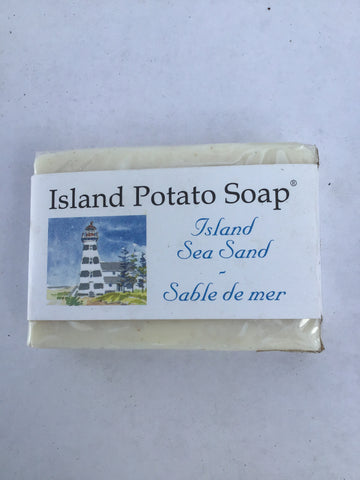 Island Potato Soap®
Island
Sea Sand
-
Sable de mer